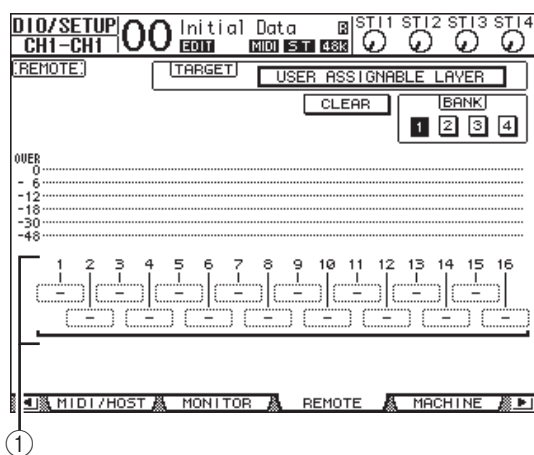 DIO/SETUP 00 Initial Data R STI1 STI2 STI3 STI4
CH1-CH1 EDIT MIDI ST 48K
REMOTE TARGET USER ASSIGNABLE LAYER
CLEAR BANK
1 2 3 4
OVER
0
- 6
-12
-18
-30
-48
1 2 3 4 5 6 7 8 9 10 11 12 13 14 15 16
- - - - - - - -
- - - - - - - -
MIDI/HOST MONITOR REMOTE MACHINE
1